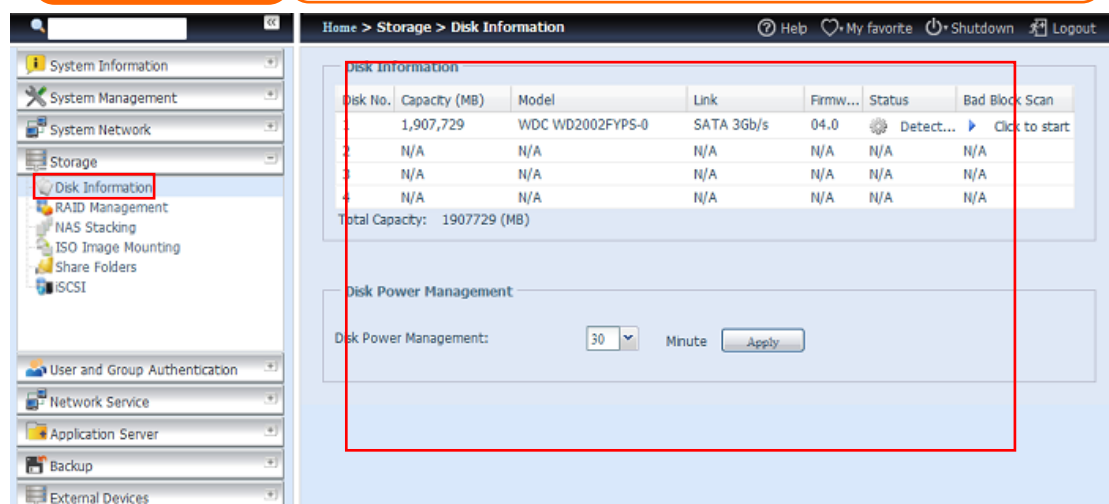 Home > Storage > Disk Information
Help
My favorite
Shutdown
Logout
System Information
System Management
System Network
Storage
Disk Information
RAID Management
NAS Stacking
ISO Image Mounting
Share Folders
iSCSI
User and Group Authentication
Network Service
Application Server
Backup
External Devices
Disk Information
Disk No. Capacity (MB) Model Link Firmw... Status Bad Block Scan
1 1,907,729 WDC WD2002FYPS-0 SATA 3Gb/s 04.0 Detect... Click to start
2 N/A N/A N/A N/A N/A N/A
3 N/A N/A N/A N/A N/A N/A
4 N/A N/A N/A N/A N/A N/A
Total Capacity: 1907729 (MB)
Disk Power Management
Disk Power Management: 30 Minute Apply